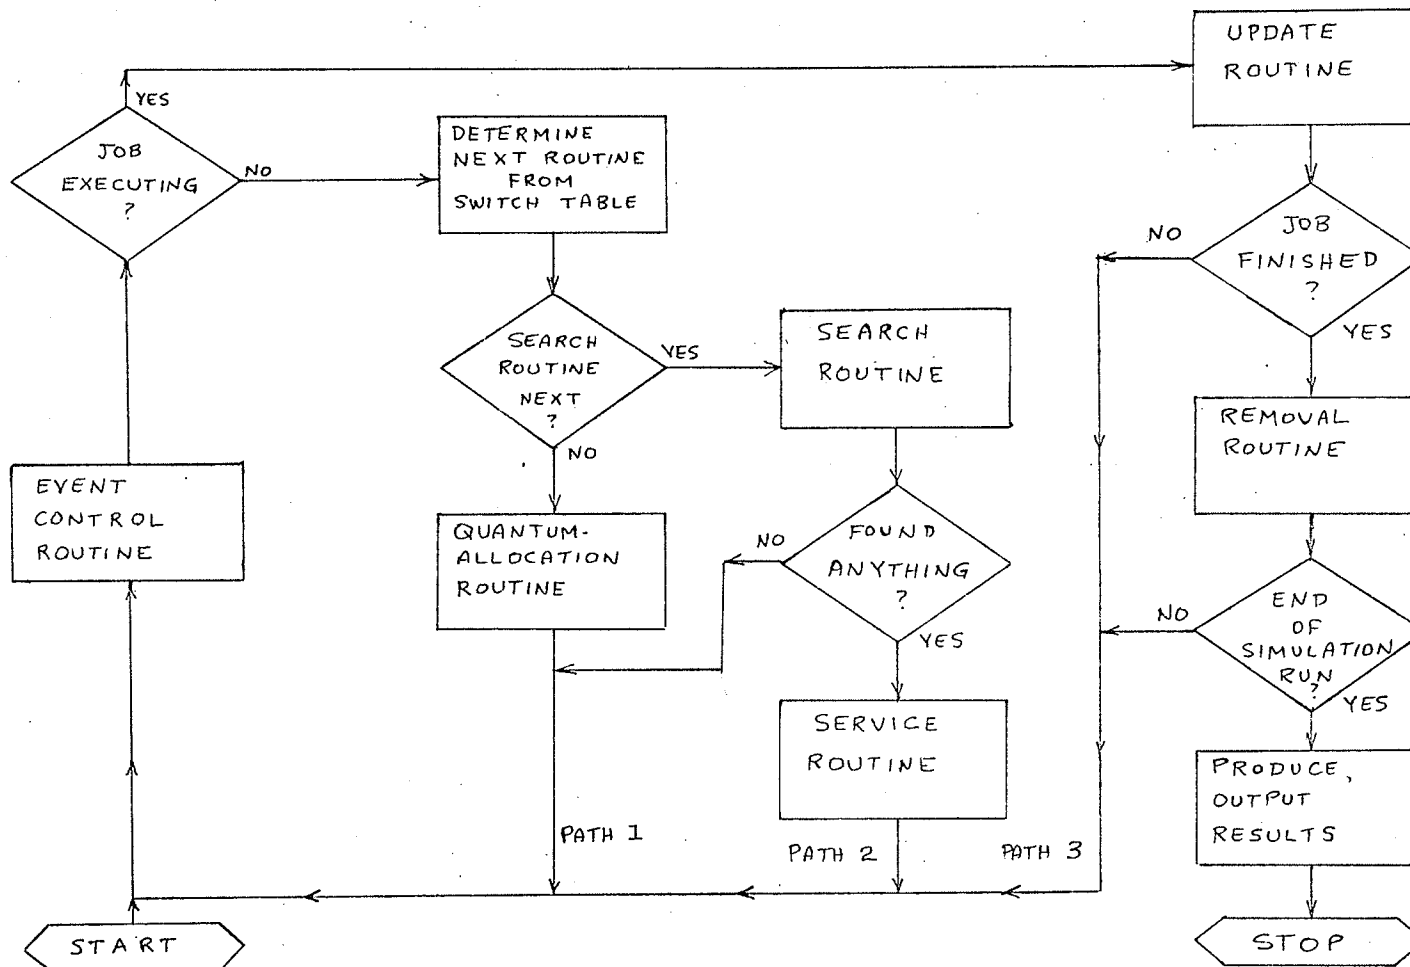 UPDATE
ROUTINE
YES
JOB
EXECUTING
?
NO
DETERMINE
NEXT ROUTINE
FROM
SWITCH TABLE
NO
JOB
FINISHED
?
YES
SEARCH
ROUTINE
NEXT
?
YES
NO
SEARCH
ROUTINE
REMOVAL
ROUTINE
EVENT
CONTROL
ROUTINE
QUANTUM-
ALLOCATION
ROUTINE
NO
FOUND
ANYTHING
?
YES
NO
END
OF
SIMULATION
RUN
?
YES
SERVICE
ROUTINE
PRODUCE,
OUTPUT
RESULTS
PATH 1
PATH 2
PATH 3
START
STOP